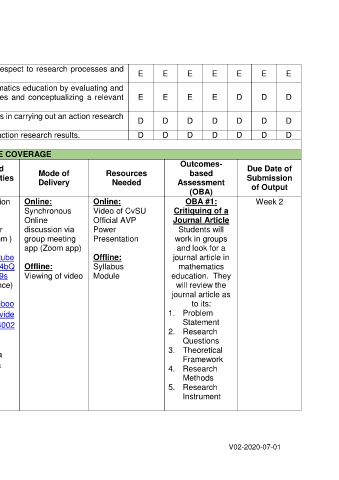 espect to research processes and E E E E E E E
matics education by evaluating and
es and conceptualizing a relevant E E E D D D D
s in carrying out an action research D D D D D D D
action research results. D D D D D D D
E COVERAGE
d
ties
Mode of
Delivery
Resources
Needed
Outcomes-
based
Assessment
(OBA)
Due Date of
Submission
of Output
ion
r
om )
tube
4bQ
9s
nce)
boo
vide
4002
a
s
Online:
Synchronous
Online
discussion via
group meeting
app (Zoom app)
Offline:
Viewing of video
Online:
Video of CvSU
Official AVP
Power
Presentation
Offline:
Syllabus
Module
OBA #1:
Critiquing of a
Journal Article
Students will
work in groups
and look for a
journal article in
mathematics
education. They
will review the
journal article as
to its:
1. Problem
Statement
2. Research
Questions
3. Theoretical
Framework
4. Research
Methods
5. Research
Instrument
Week 2
V02-2020-07-01